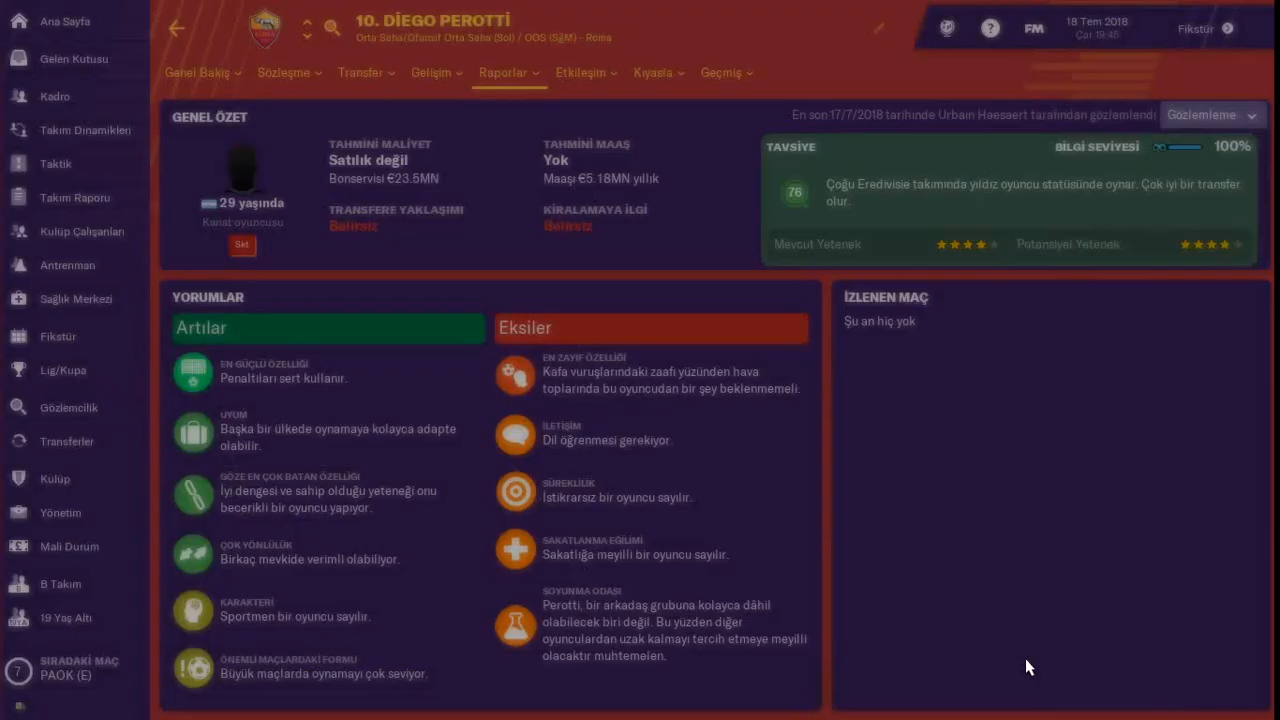 Ana Sayfa
Gelen Kutusu
Kadro
Takım Dinamikleri
Taktik
Takım Raporu
Kulüp Çalışanları
Antrenman
Sağlık Merkezi
Fikstür
Lig/Kupa
Gözlemcilik
Transferler
Kulüp
Yönetim
Mali Durum
B Takım
19 Yaş Altı
7
SIRADAKİ MAÇ
PAOK (E)
10. DİEGO PEROTTİ
Orta Saha/Ofansif Orta Saha (Sol) / OOS (SğM) - Roma
FM
18 Tem 2018
Çar 19:45
Fikstür
Genel Bakış
Sözleşme
Transfer
Gelişim
Raporlar
Etkileşim
Kıyasla
Geçmiş
GENEL ÖZET
En son 17/7/2018 tarihinde Urbain Haesaert tarafından gözlemlendi
Gözlemleme
29 yaşında
Kanat oyuncusu
Skt
TAHMİNİ MALİYET
Satılık değil
Bonservisi €23.5MN
TRANSFERE YAKLAŞIMI
Belirsiz
TAHMİNİ MAAŞ
Yok
Maaşı €5.18MN yıllık
KİRALAMAYA İLGİ
Belirsiz
TAVSİYE
BİLGİ SEVİYESİ
100%
76
Çoğu Eredivisie takımında yıldız oyuncu statüsünde oynar. Çok iyi bir transfer
olur.
Mevcut Yetenek
Potansiyel Yetenek
YORUMLAR
Artılar
EN GÜÇLÜ ÖZELLİĞİ
Penaltıları sert kullanır.
UYUM
Başka bir ülkede oynamaya kolayca adapte
olabilir.
GÖZE EN ÇOK BATAN ÖZELLİĞİ
İyi dengesi ve sahip olduğu yeteneği onu
becerikli bir oyuncu yapıyor.
ÇOK YÖNLÜLÜK
Birkaç mevkide verimli olabiliyor.
KARAKTERİ
Sportmen bir oyuncu sayılır.
ÖNEMLİ MAÇLARDAKİ FORMU
Büyük maçlarda oynamayı çok seviyor.
Eksiler
EN ZAYIF ÖZELLİĞİ
Kafa vuruşlarındaki zaafı yüzünden hava
toplarında bu oyuncudan bir şey beklenmemeli.
İLETİŞİM
Dil öğrenmesi gerekiyor.
SÜREKLİLİK
İstikrarsız bir oyuncu sayılır.
SAKATLANMA EĞİLİMİ
Sakatlığa meyilli bir oyuncu sayılır.
SOYUNMA ODASI
Perotti, bir arkadaş grubuna kolayca dâhil
olabilecek biri değil. Bu yüzden diğer
oyunculardan uzak kalmayı tercih etmeye meyilli
olacaktır muhtemelen.
İZLENEN MAÇ
Şu an hiç yok